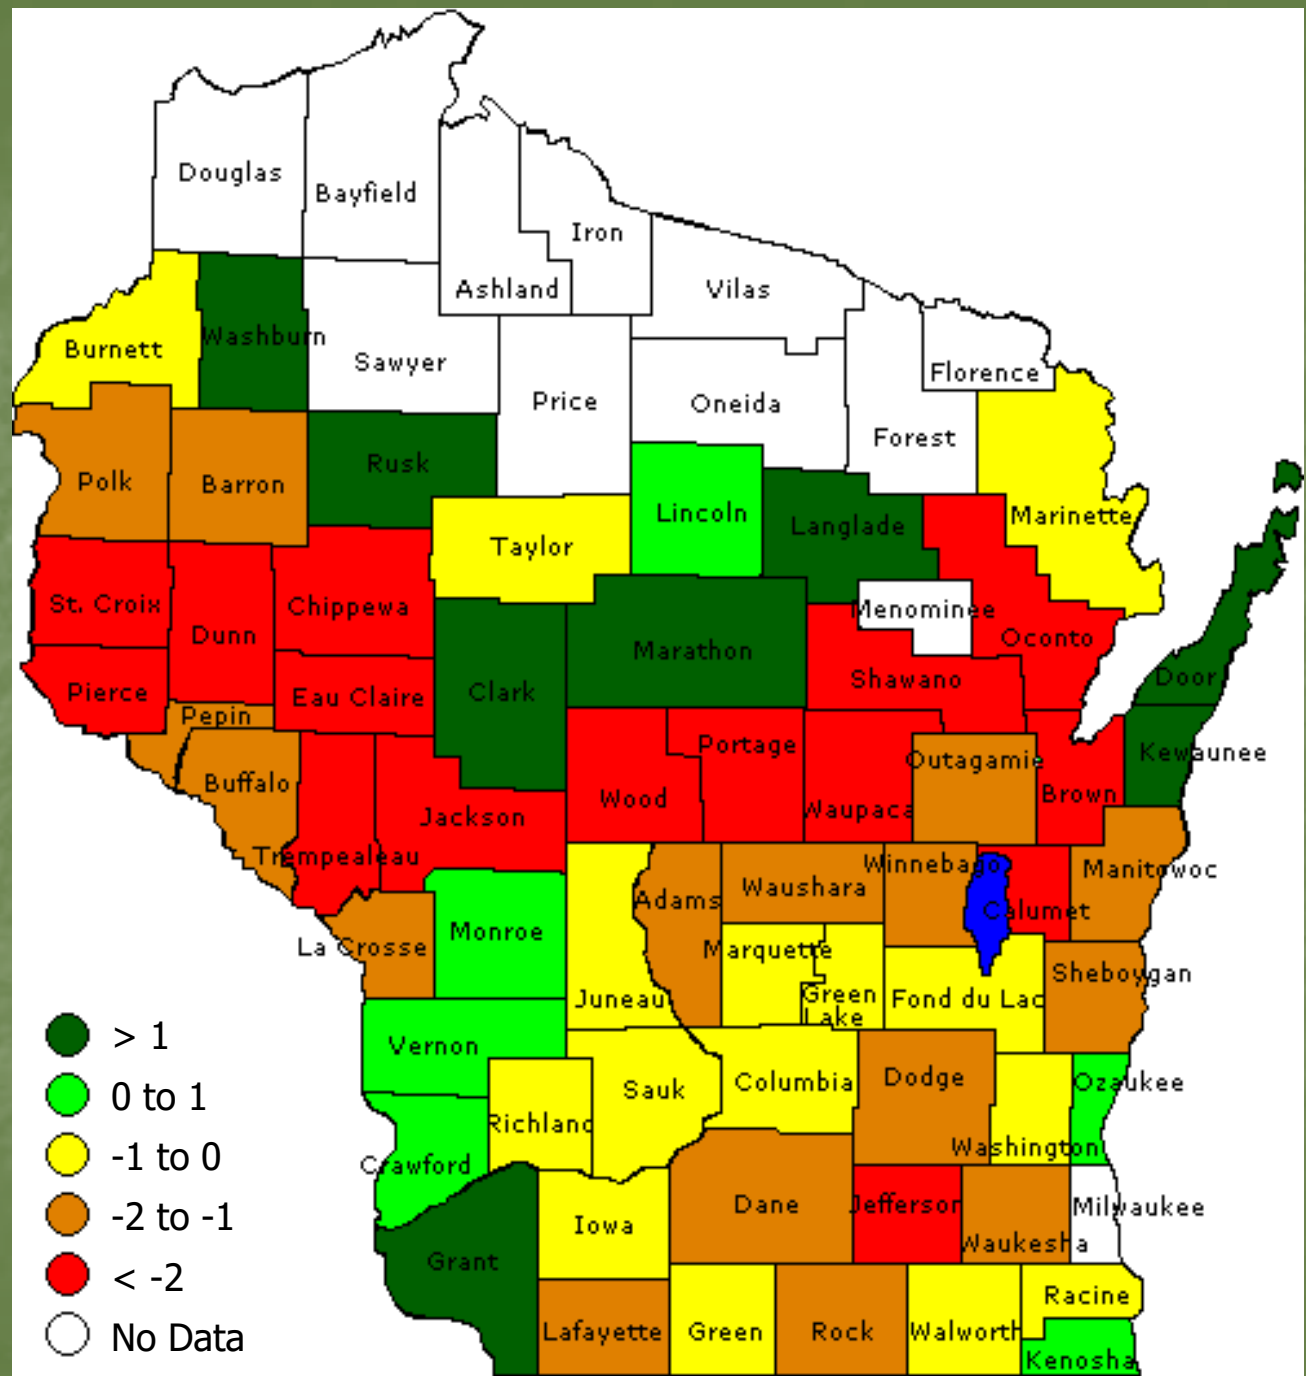 Douglas
Bayfield
Iron
Ashland
Vilas
Washburn
Burnett
Sawyer
Florence
Price
Oneida
Forest
Rusk
Polk
Barron
Lincoln
Marinette
Langlade
Taylor
St. Croix
Chippewa
Menominee
Dunn
Oconto
Marathon
Shawano
Door
Pierce
Eau Claire
Clark
Pepin
Portage
Kewaunee
Outagamie
Buffalo
Wood
Brown
Waupaca
Jackson
Trempealeau
Winnebago
Manitowoc
Waushara
Adams
Calumet
Monroe
La Crosse
Marquette
Sheboygan
Juneau
Green
Lake
Fond du Lac
> 1
Vernon
Dodge
Columbia
Ozaukee
Sauk
0 to 1
Richland
Washington
-1 to 0
Crawford
Dane
Jefferson
Milwaukee
-2 to -1
Iowa
Waukesha
Grant
< -2
Racine
Lafayette
Green
Rock
Walworth
No Data
Kenosha